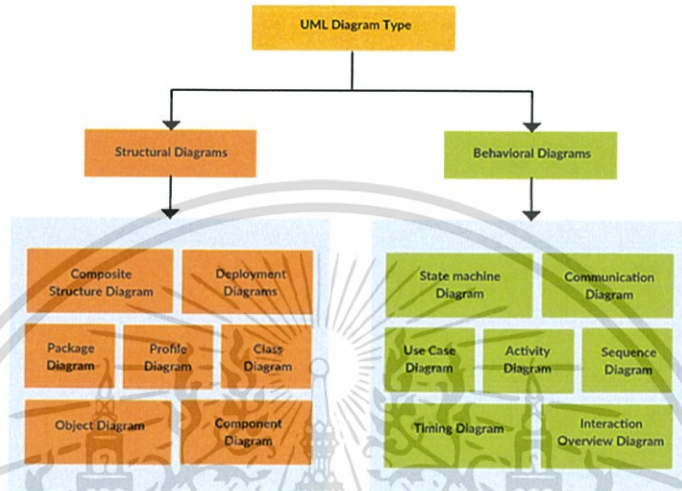 UML Diagram Type
Structural Diagrams
Behavioral Diagrams
Composite
Structure Diagram
Deployment
Diagrams
Package
Diagram
Profile
Diagram
Class
Diagram
Object Diagram
Component
Diagram
State machine
Diagram
Communication
Diagram
Use Case
Diagram
Activity
Diagram
Sequence
Diagram
Timing Diagram
Interaction
Overview Diagram